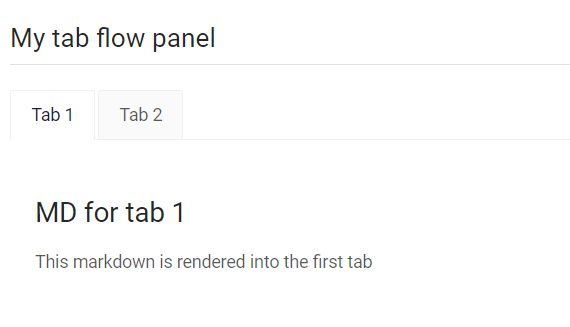 My tab flow panel
Tab 1 Tab 2
MD for tab 1
This markdown is rendered into the first tab